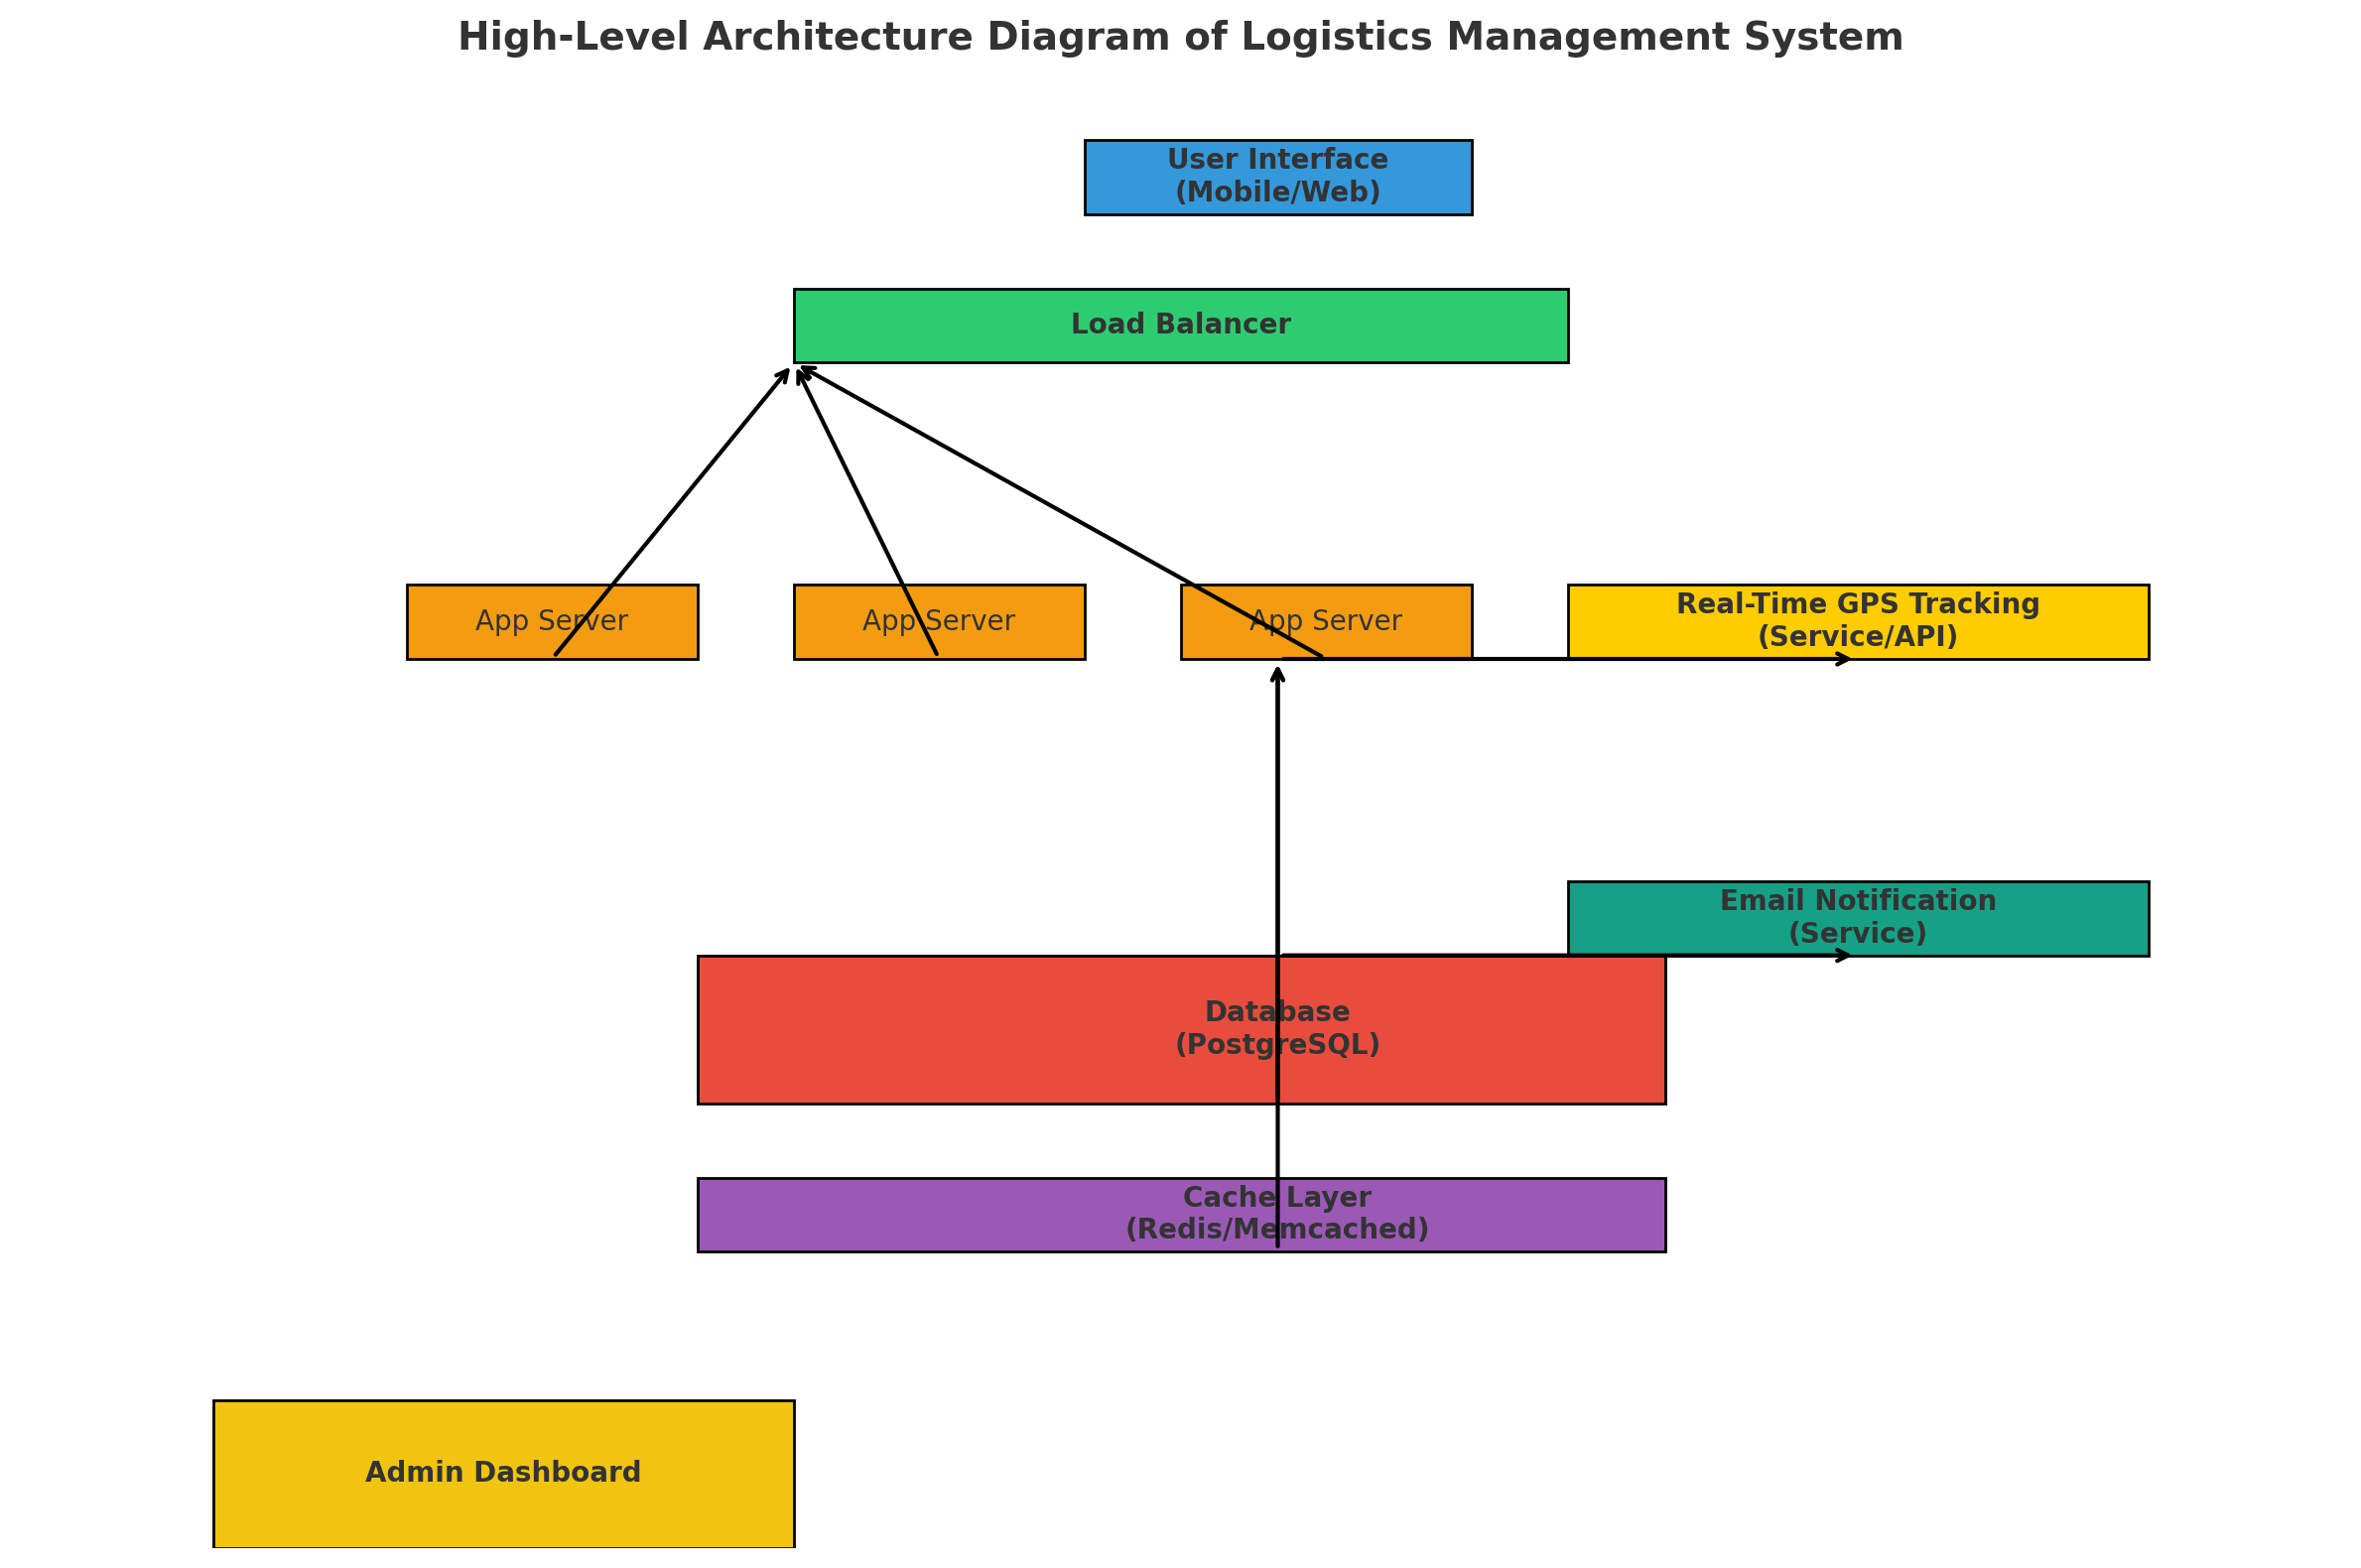 High-Level Architecture Diagram of Logistics Management System
User Interface
(Mobile/Web)
Load Balancer
App Server
App Server
App Server
Real-Time GPS Tracking
(Service/API)
Email Notification
(Service)
Database
(PostgreSQL)
Cache Layer
(Redis/Memcached)
Admin Dashboard